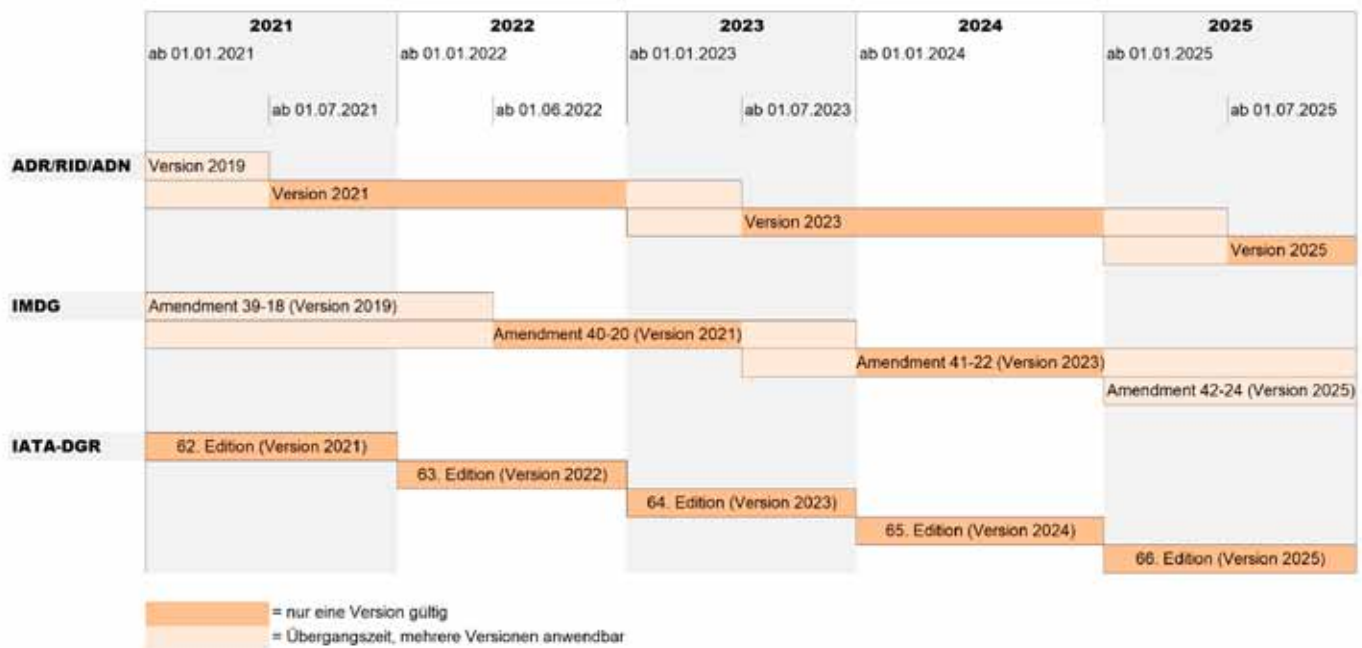 2021 2022 2023 2024 2025
ab 01.01.2021 ab 01.01.2022 ab 01.01.2023 ab 01.01.2024 ab 01.01.2025
ab 01.07.2021 ab 01.06.2022 ab 01.07.2023 ab 01.07.2025
ADR/RID/ADN Version 2019
Version 2021
Version 2023
Version 2025
IMDG Amendment 39-18 (Version 2019)
Amendment 40-20 (Version 2021)
Amendment 41-22 (Version 2023)
Amendment 42-24 (Version 2025)
IATA-DGR 62. Edition (Version 2021)
63. Edition (Version 2022)
64. Edition (Version 2023)
65. Edition (Version 2024)
66. Edition (Version 2025)
= nur eine Version gültig
= Übergangszeit, mehrere Versionen anwendbar